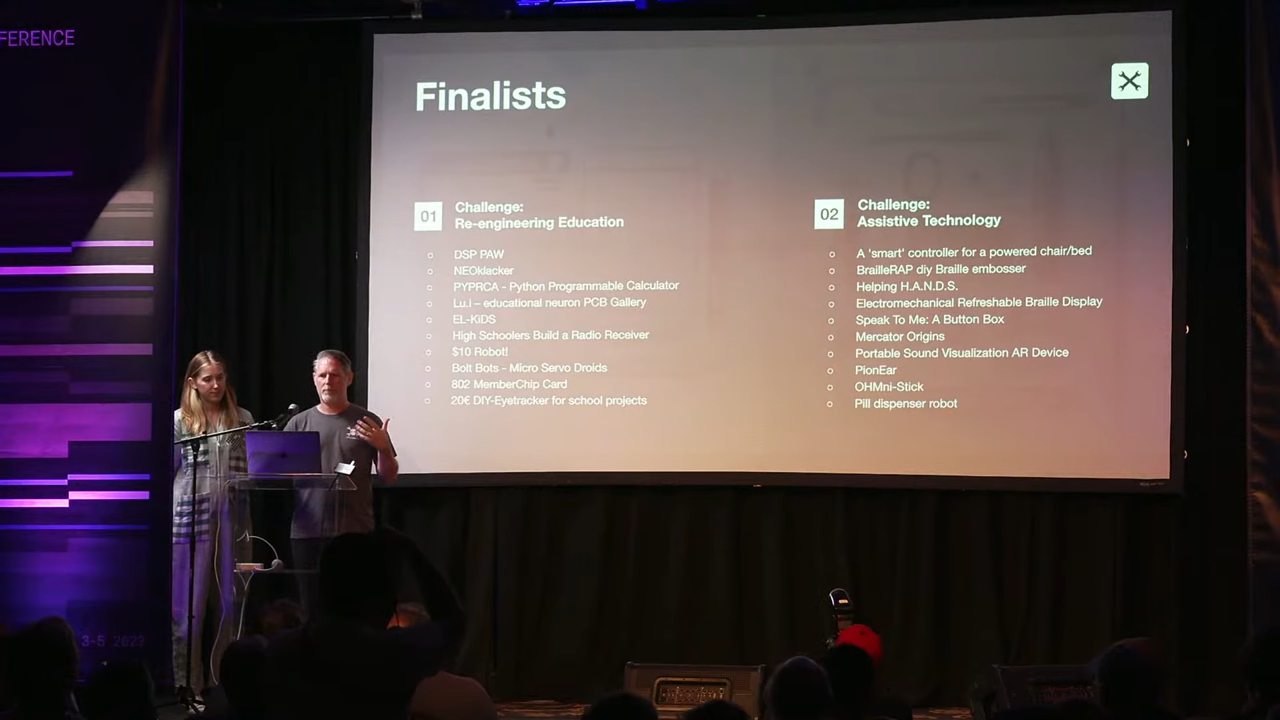 FERENCE
Finalists
01
Challenge:
Re-engineering Education
DSP PAW
NEOklacker
PYPRCA - Python Programmable Calculator
Lu.i – educational neuron PCB Gallery
EL-KiDS
High Schoolers Build a Radio Receiver
$10 Robot!
Bolt Bots - Micro Servo Droids
802 MemberChip Card
20€ DIY-Eyetracker for school projects
02
Challenge:
Assistive Technology
A 'smart' controller for a powered chair/bed
BrailleRAP diy Braille embosser
Helping H.A.N.D.S.
Electromechanical Refreshable Braille Display
Speak To Me: A Button Box
Mercator Origins
Portable Sound Visualization AR Device
PionEar
OHMni-Stick
Pill dispenser robot
3-5 2023